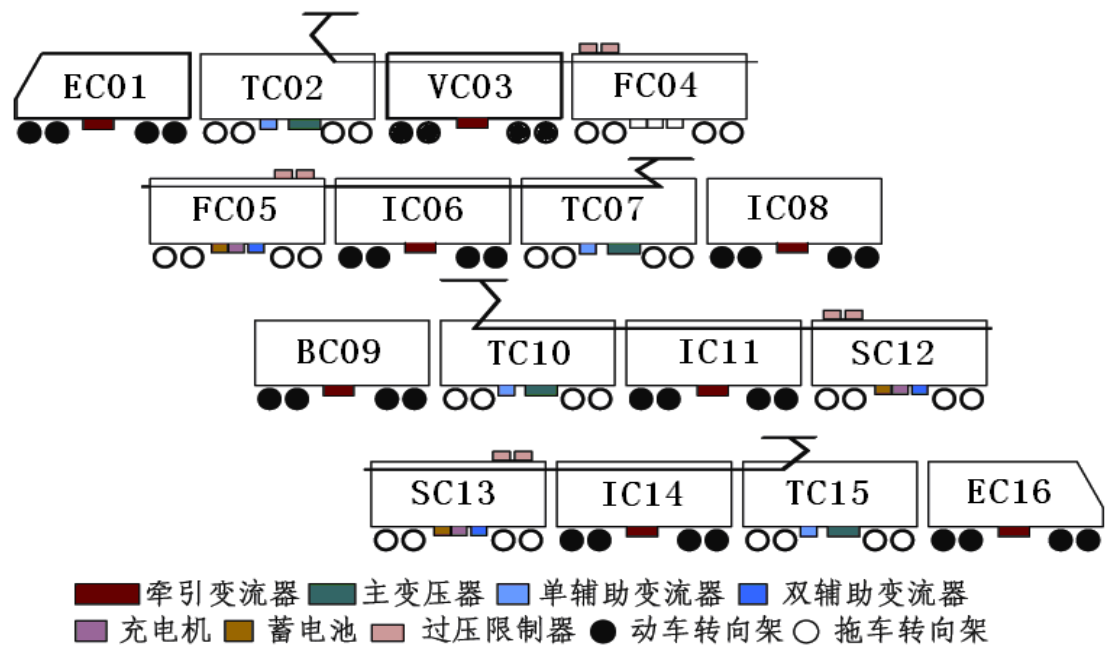 EC01 TC02 VC03 FC04
FC05 IC06 TC07 IC08
BC09 TC10 IC11 SC12
SC13 IC14 TC15 EC16
牵引变流器 主变压器 单辅助变流器 双辅助变流器
充电机 蓄电池 过压限制器 动车转向架 拖车转向架